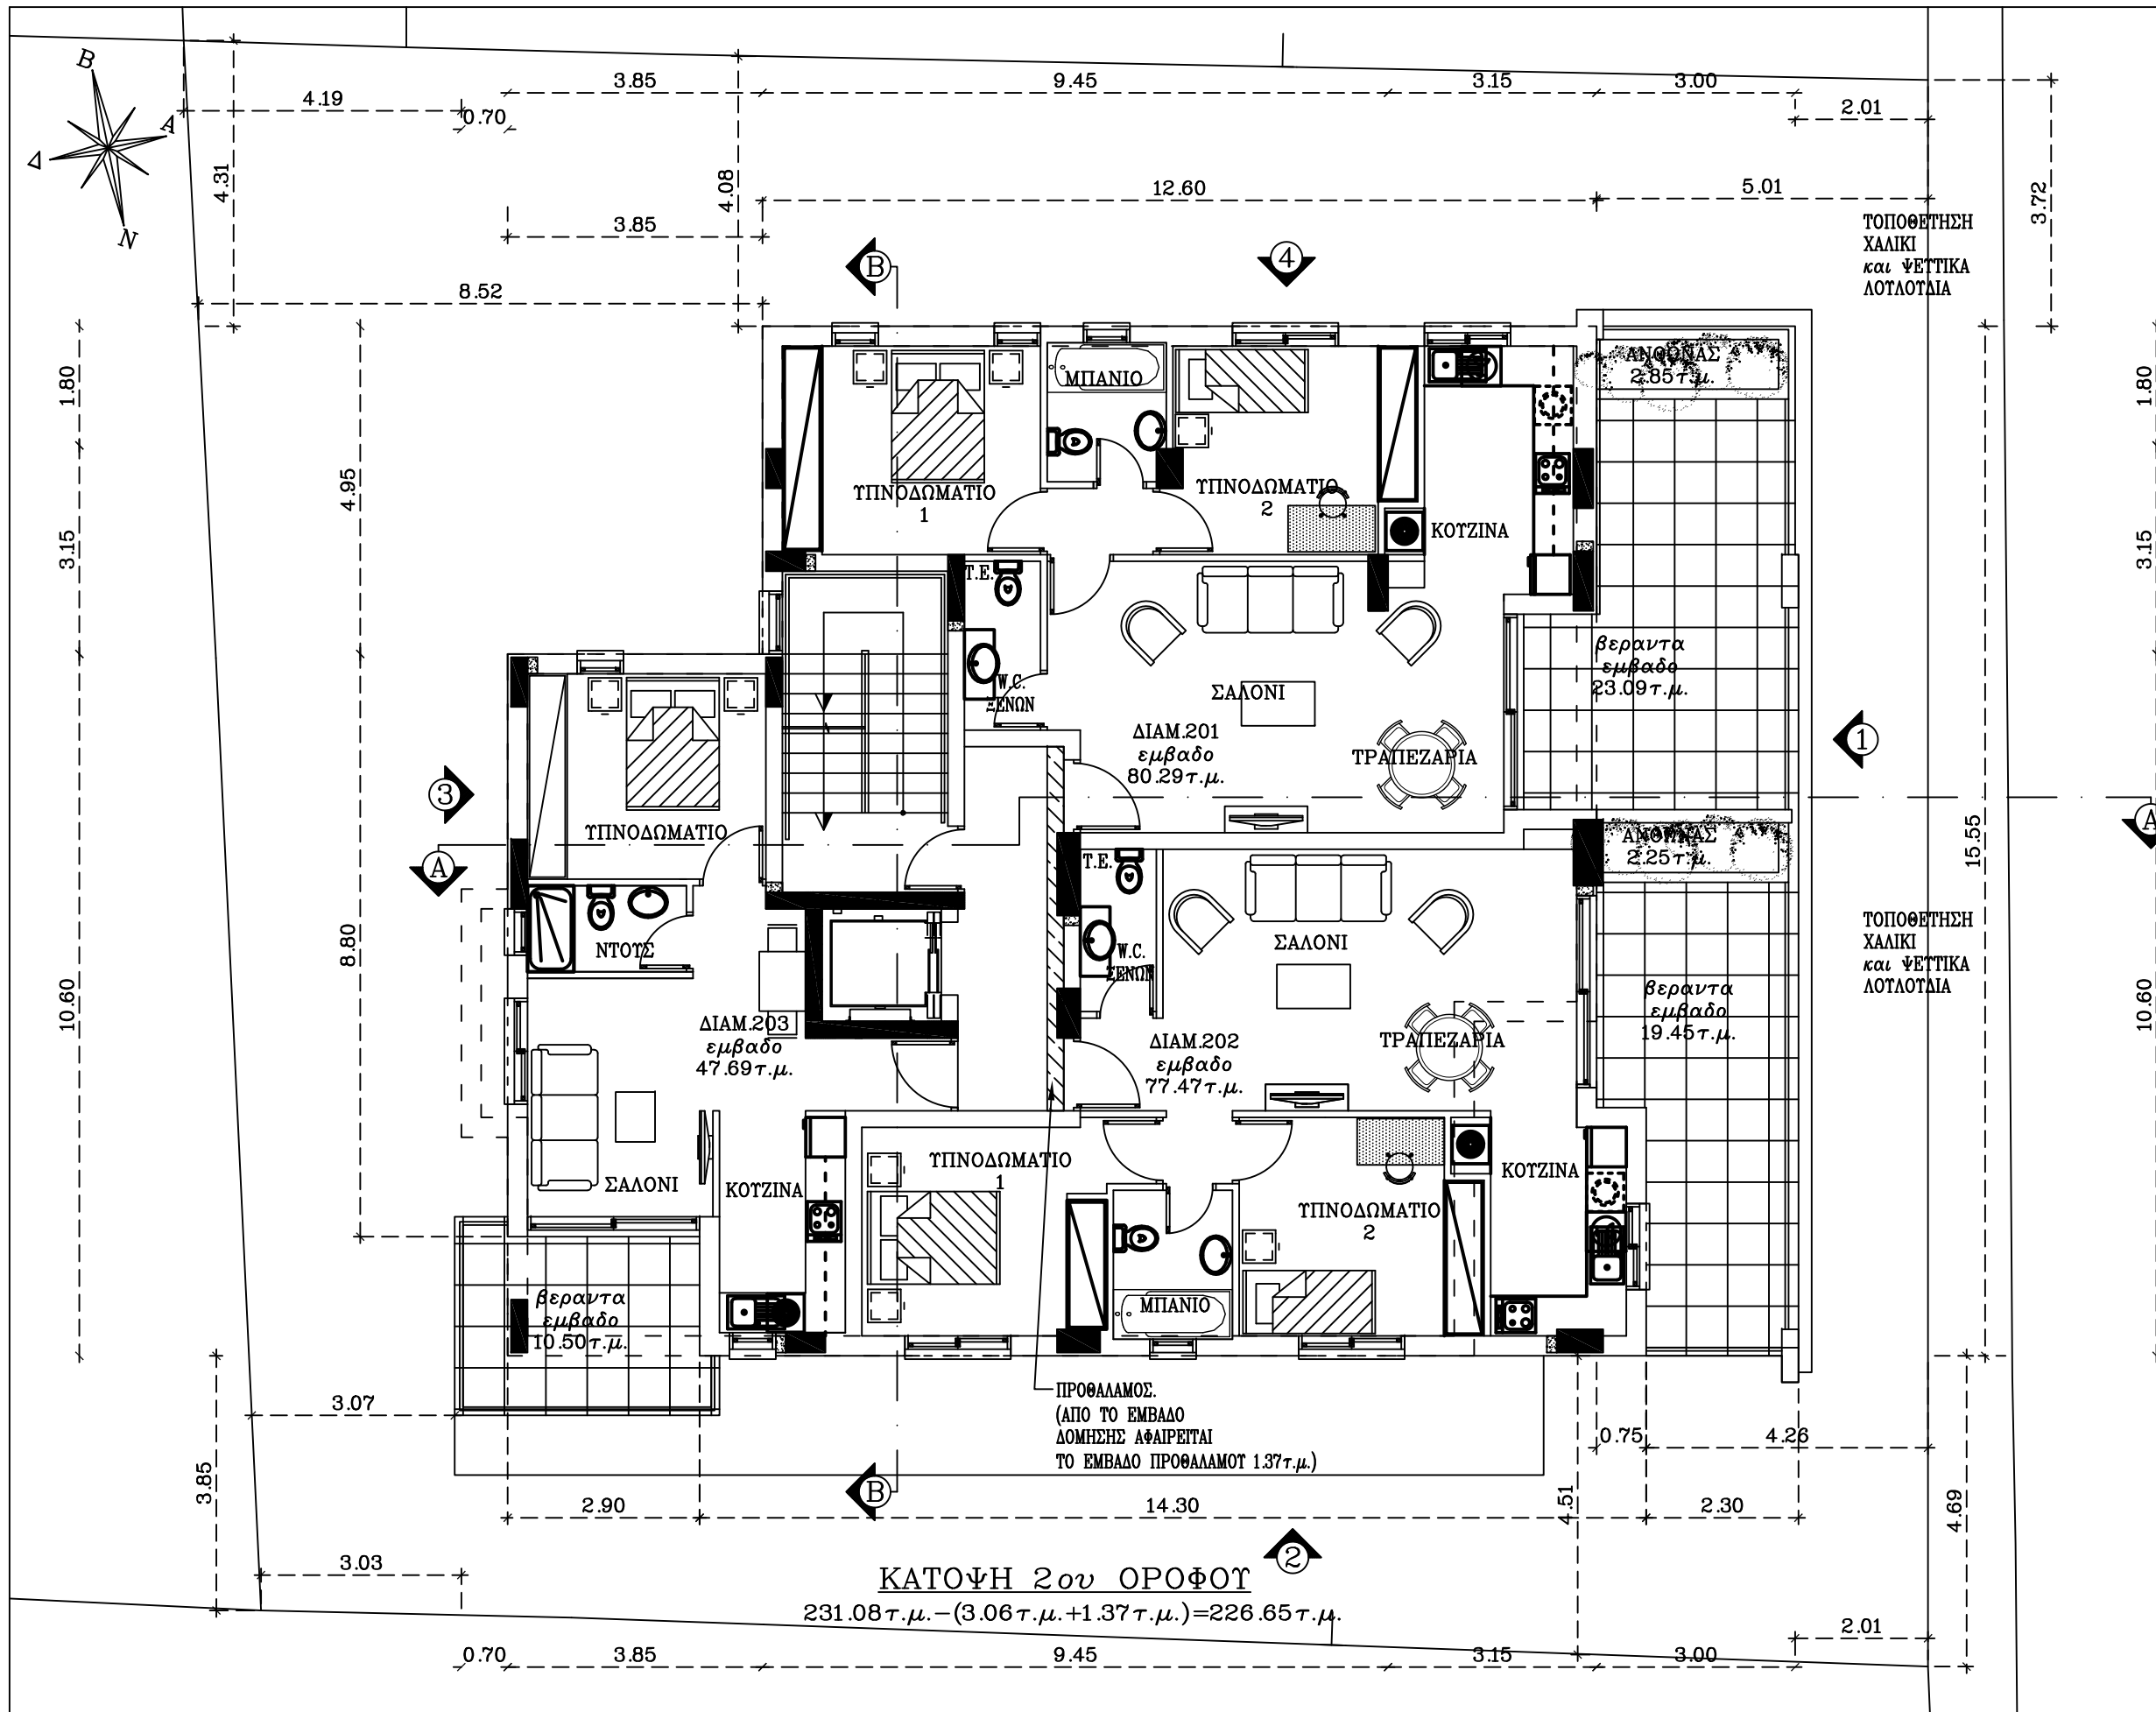 B
A
Δ
N
4.19
0.70
3.85
9.45
3.15
3.00
2.01
4.31
4.08
12.60
5.01
3.72
3.85
8.52
ΤΟΠΟΘΕΤΗΣΗ
ΧΑΛΙΚΙ
και ΨΕΥΤΙΚΑ
ΛΟΥΛΟΥΔΙΑ
B
4
1.80
3.15
10.60
4.95
8.80
ΜΠΑΝΙΟ
ΥΠΝΟΔΩΜΑΤΙΟ
1
ΥΠΝΟΔΩΜΑΤΙΟ
2
ΚΟΥΖΙΝΑ
ΑΝΘΩΝΑΣ
2.85τ.μ.
1.80
3.15
10.60
15.55
Τ.Ε.
W.C.
ΞΕΝΩΝ
ΣΑΛΟΝΙ
ΔΙΑΜ.201
εμβαδο
80.29τ.μ.
ΤΡΑΠΕΖΑΡΙΑ
βεραντα
εμβαδο
23.09τ.μ.
1
3
A
A
ΥΠΝΟΔΩΜΑΤΙΟ
ΝΤΟΥΣ
ΑΝΘΩΝΑΣ
2.25τ.μ.
Τ.Ε.
W.C.
ΞΕΝΩΝ
ΣΑΛΟΝΙ
ΔΙΑΜ.202
εμβαδο
77.47τ.μ.
ΤΡΑΠΕΖΑΡΙΑ
βεραντα
εμβαδο
19.45τ.μ.
ΤΟΠΟΘΕΤΗΣΗ
ΧΑΛΙΚΙ
και ΨΕΥΤΙΚΑ
ΛΟΥΛΟΥΔΙΑ
ΔΙΑΜ.203
εμβαδο
47.69τ.μ.
ΣΑΛΟΝΙ
ΚΟΥΖΙΝΑ
ΥΠΝΟΔΩΜΑΤΙΟ
1
ΥΠΝΟΔΩΜΑΤΙΟ
2
ΚΟΥΖΙΝΑ
ΜΠΑΝΙΟ
βεραντα
εμβαδο
10.50τ.μ.
ΠΡΟΘΑΛΑΜΟΣ.
(ΑΠΟ ΤΟ ΕΜΒΑΔΟ
ΔΟΜΗΣΗΣ ΑΦΑΙΡΕΙΤΑΙ
ΤΟ ΕΜΒΑΔΟ ΠΡΟΘΑΛΑΜΟΥ 1.37τ.μ.)
3.07
0.75
4.26
3.85
B
2.90
14.30
4.51
2.30
4.69
3.03
2
ΚΑΤΟΨΗ 2ου ΟΡΟΦΟΥ
231.08τ.μ.-(3.06τ.μ.+1.37τ.μ.)=226.65τ.μ.
2.01
0.70
3.85
9.45
3.15
3.00